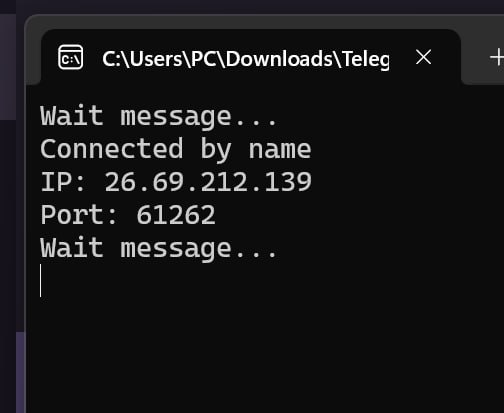 C:\Users\PC\Downloads\Teleg
Wait message...
Connected by name
IP: 26.69.212.139
Port: 61262
Wait message...